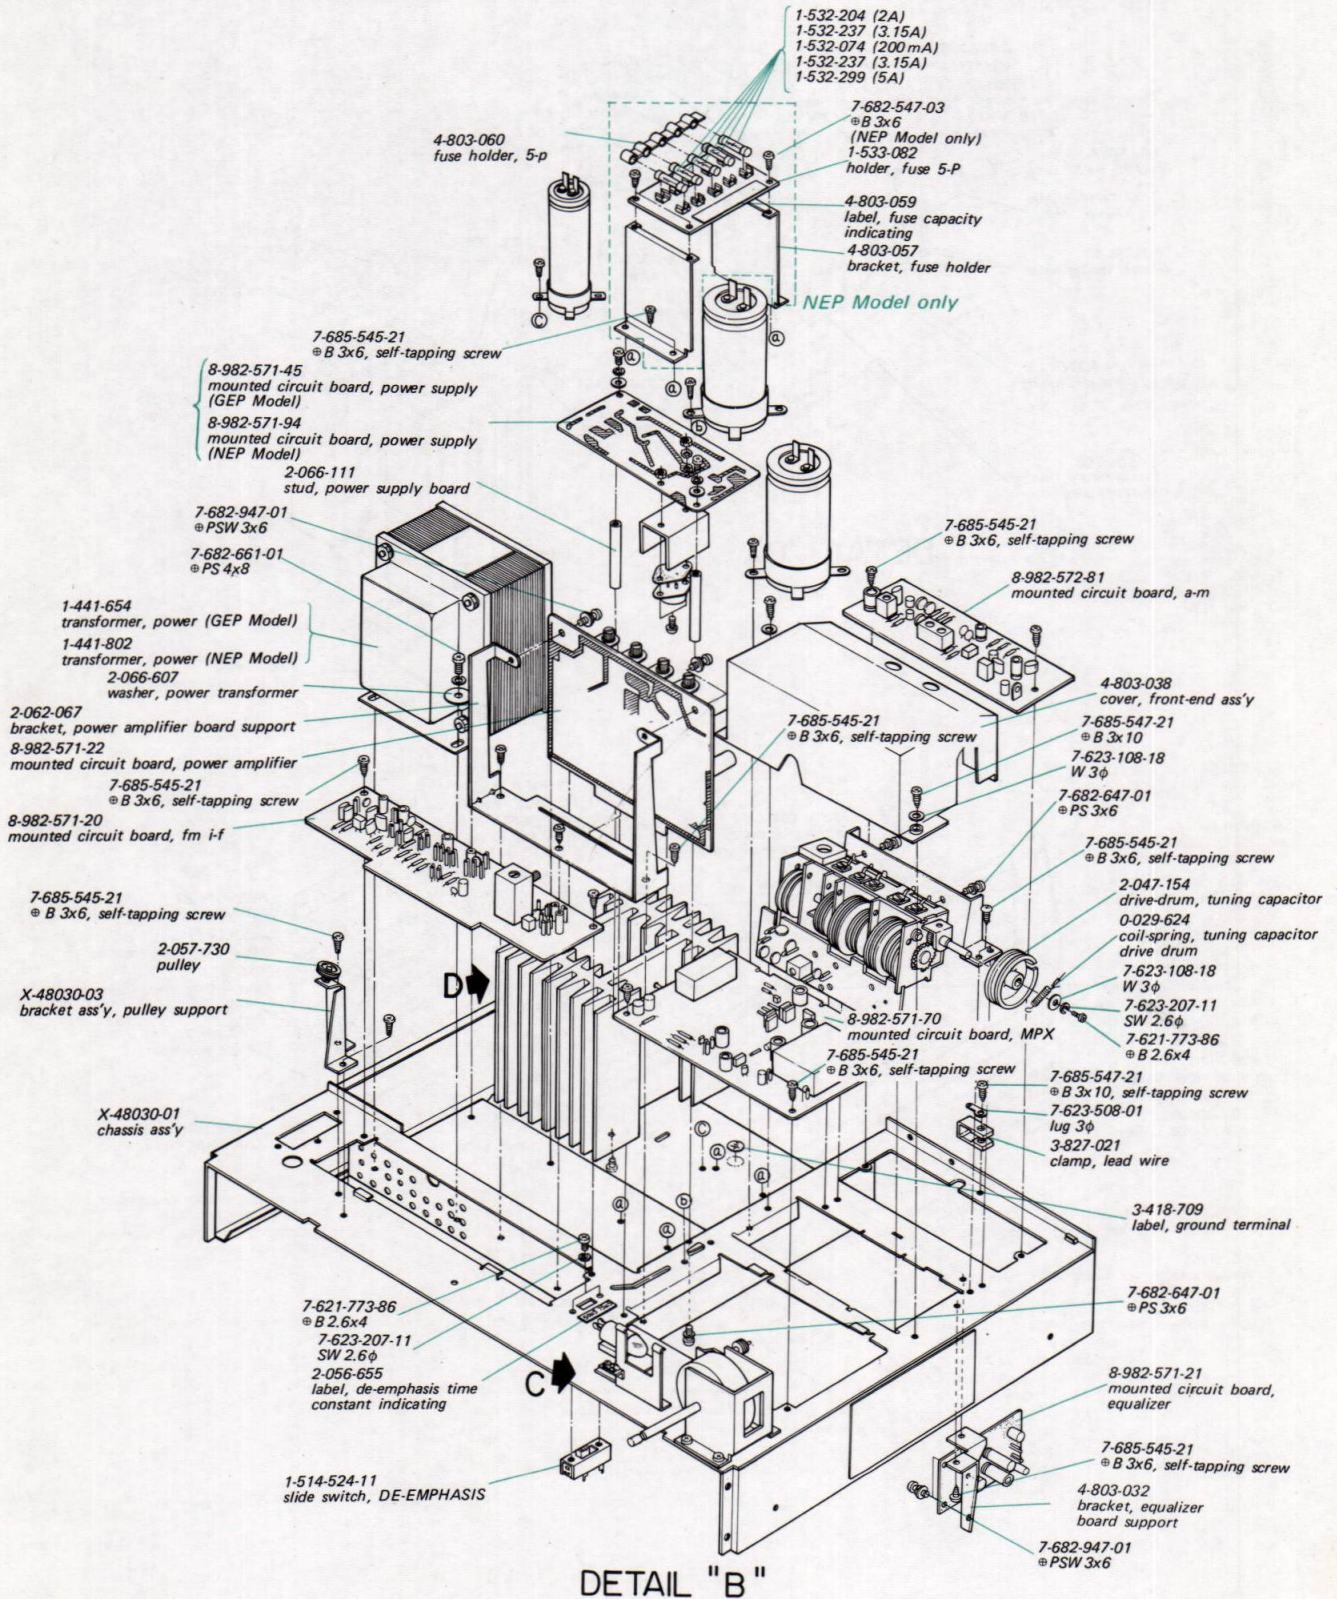 1-532-204 (2A)
1-532-237 (3.15A)
1-532-074 (200mA)
1-532-237 (3.15A)
1-532-299 (5A)
7-682-547-03
⊕B 3x6
(NEP Model only)
4-803-060
fuse holder, 5-p
1-533-082
holder, fuse 5-P
4-803-059
label, fuse capacity
indicating
4-803-057
bracket, fuse holder
NEP Model only
C
a
a
a
b
7-685-545-21
⊕B 3x6, self-tapping screw
8-982-571-45
mounted circuit board, power supply
(GEP Model)
8-982-571-94
mounted circuit board, power supply
(NEP Model)
2-066-111
stud, power supply board
7-682-947-01
⊕PSW 3x6
7-682-661-01
⊕PS 4x8
7-685-545-21
⊕B 3x6, self-tapping screw
8-982-572-81
mounted circuit board, a-m
1-441-654
transformer, power (GEP Model)
1-441-802
transformer, power (NEP Model)
2-066-607
washer, power transformer
2-062-067
bracket, power amplifier board support
8-982-571-22
mounted circuit board, power amplifier
7-685-545-21
⊕B 3x6, self-tapping screw
8-982-571-20
mounted circuit board, fm i-f
4-803-038
cover, front-end ass'y
7-685-545-21
⊕B 3x6, self-tapping screw
7-685-547-21
⊕B 3x10
7-623-108-18
W 3ϕ
7-682-647-01
⊕PS 3x6
7-685-545-21
⊕B 3x6, self-tapping screw
2-047-154
drive-drum, tuning capacitor
0-029-624
coil-spring, tuning capacitor
drive drum
7-623-108-18
W 3ϕ
7-623-207-11
SW 2.6ϕ
7-621-773-86
⊕B 2.6x4
7-685-545-21
⊕B 3x6, self-tapping screw
2-057-730
pulley
X-48030-03
bracket ass'y, pulley support
D
8-982-571-70
mounted circuit board, MPX
7-685-545-21
⊕B 3x6, self-tapping screw
7-685-547-21
⊕B 3x10, self-tapping screw
7-623-508-01
lug 3ϕ
3-827-021
clamp, lead wire
X-48030-01
chassis ass'y
C
a
a
a
b
a
3-418-709
label, ground terminal
7-621-773-86
⊕B 2.6x4
7-623-207-11
SW 2.6ϕ
2-056-655
label, de-emphasis time
constant indicating
C
7-682-647-01
⊕PS 3x6
8-982-571-21
mounted circuit board,
equalizer
7-685-545-21
⊕B 3x6, self-tapping screw
4-803-032
bracket, equalizer
board support
7-682-947-01
⊕PSW 3x6
1-514-524-11
slide switch, DE-EMPHASIS
DETAIL "B"